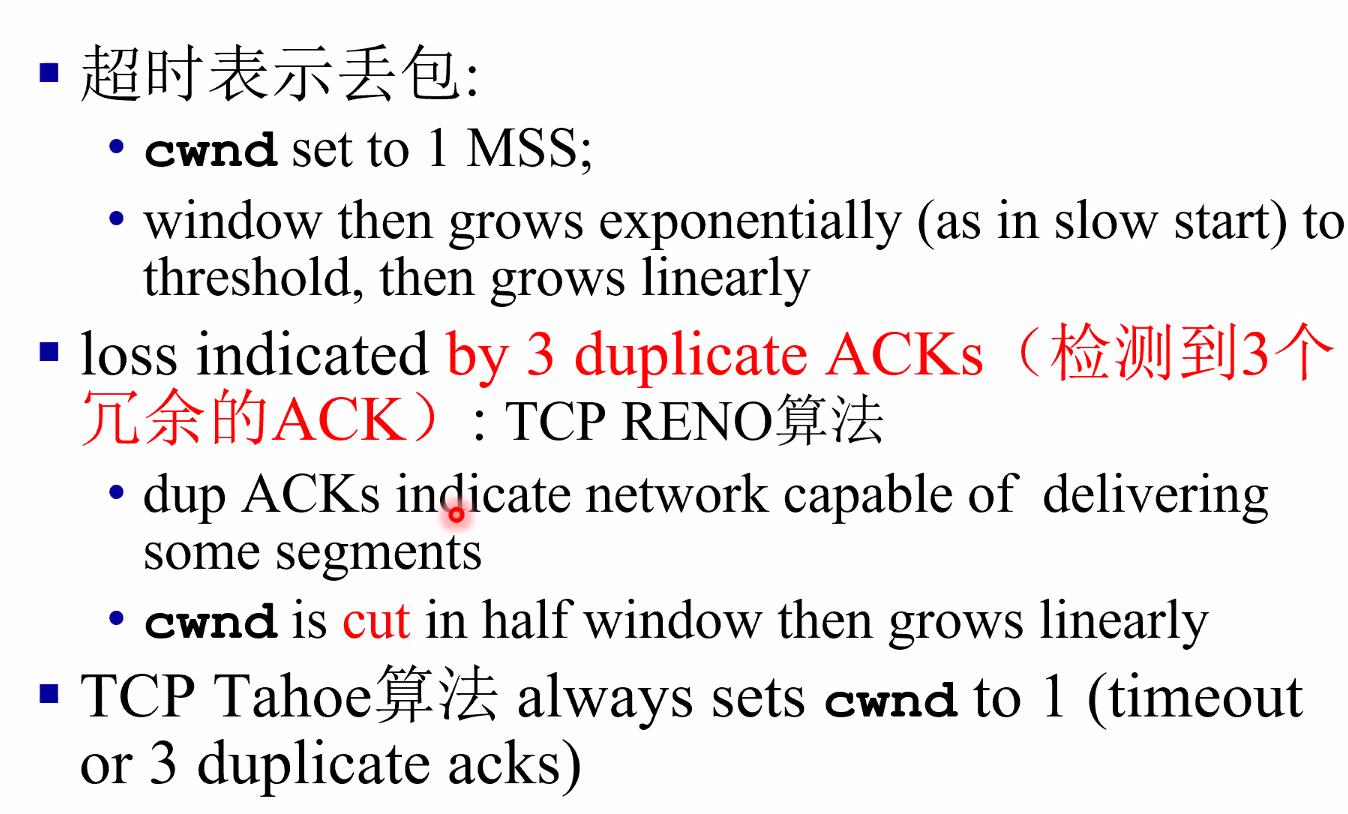 超时表示丢包:
cwnd set to 1 MSS;
window then grows exponentially (as in slow start) to
threshold, then grows linearly
loss indicated by 3 duplicate ACKs（检测到3个
冗余的ACK）: TCP RENO算法
dup ACKs indicate network capable of  delivering
some segments
cwnd is cut in half window then grows linearly
TCP Tahoe算法 always sets cwnd to 1 (timeout
or 3 duplicate acks)